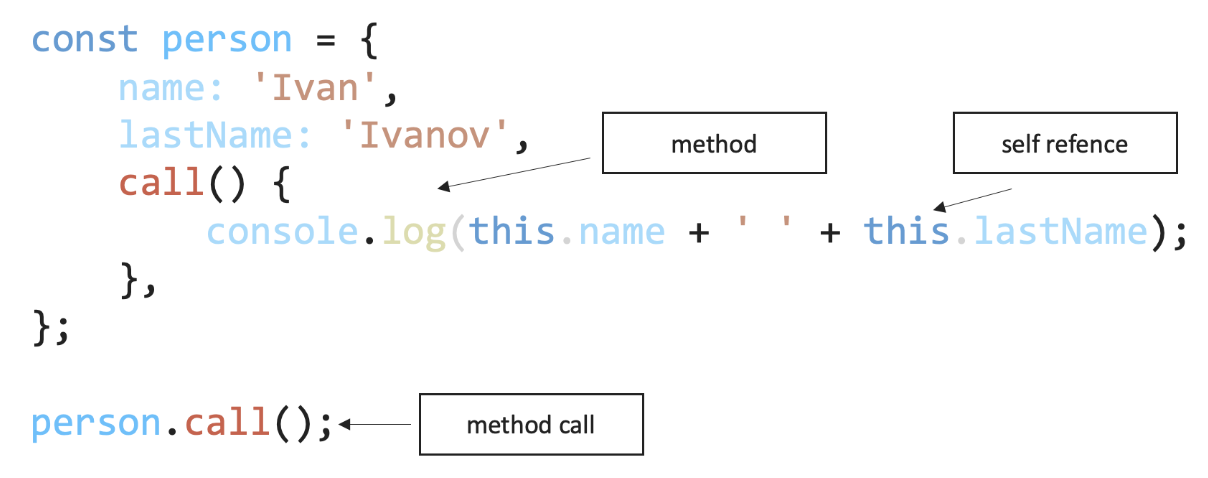 const person = {
name: 'Ivan',
lastName: 'Ivanov',
method
self refence
call() {
console.log(this.name + ' ' + this.lastName);
},
};
person.call();
method call